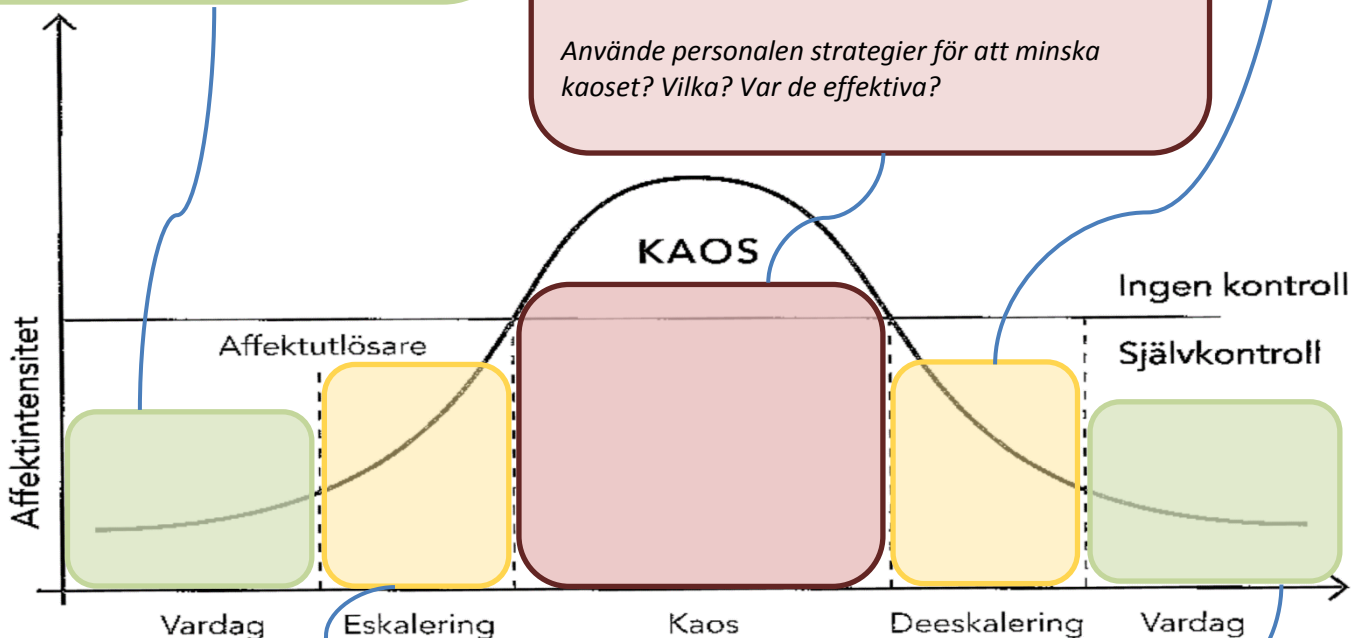 Använde personalen strategier för att minska
kaoset? Vilka? Var de effektiva?
KAOS
Ingen kontroll
Affektutlösare
Självkontroll
Affektintensitet
Vardag
Eskalering
Kaos
Deeskalering
Vardag